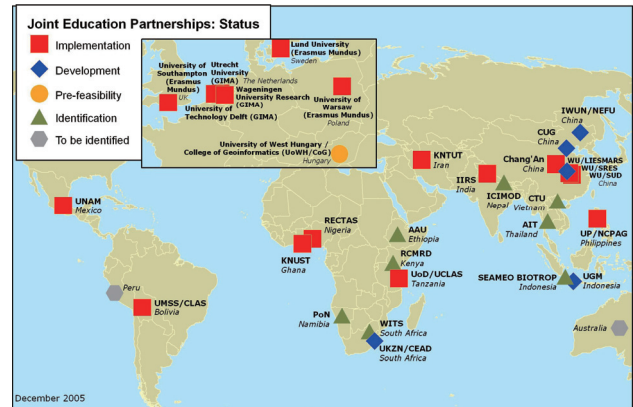 Joint Education Partnerships: Status
Implementation
Development
Pre-feasibility
Identification
To be identified
Lund University
(Erasmus Mundus)
Sweden
University of
Southampton (Erasmus
Mundus)
UK
Utrecht
University
(GIMA)
The Netherlands
Wageningen
University Research
(GIMA)
University of
Technology Delft (GIMA)
University of
Warsaw (Erasmus Mundus)
Poland
University of West Hungary /
College of Geoinformatics (UoWH/CoG)
Hungary
IWUN/NEFU
China
CUG
China
KNTUT
Iran
Chang'An
China
WU/LIESMARS
WU/SRES
WU/SUD
China
IIRS
India
ICIMOD
Nepal
CTU
Vietnam
AIT
Thailand
UP/NCPAG
Philippines
UNAM
Mexico
RECTAS
Nigeria
AAU
Ethiopia
KNUST
Ghana
RCMRD
Kenya
UoD/UCLAS
Tanzania
SEAMEO BIOTROP
Indonesia
UGM
Indonesia
Peru
UMSS/CLAS
Bolivia
PoN
Namibia
WITS
South Africa
UKZN/CEAD
South Africa
Australia
December 2005